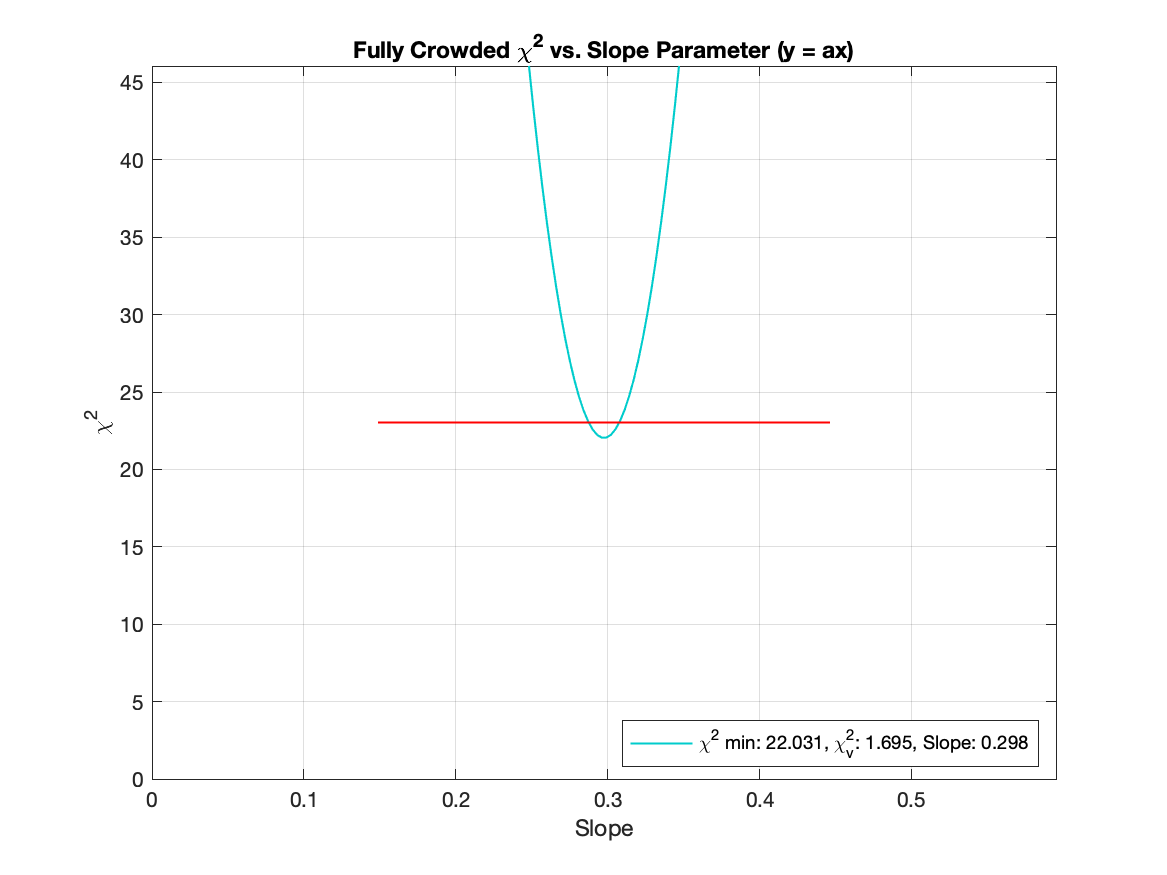 Fully Crowded χ² vs. Slope Parameter (y = ax)
45
40
35
30
25
20
15
10
5
0
χ²
0 0.1 0.2 0.3 0.4 0.5
Slope
χ² min: 22.031, χ²ᵥ: 1.695, Slope: 0.298